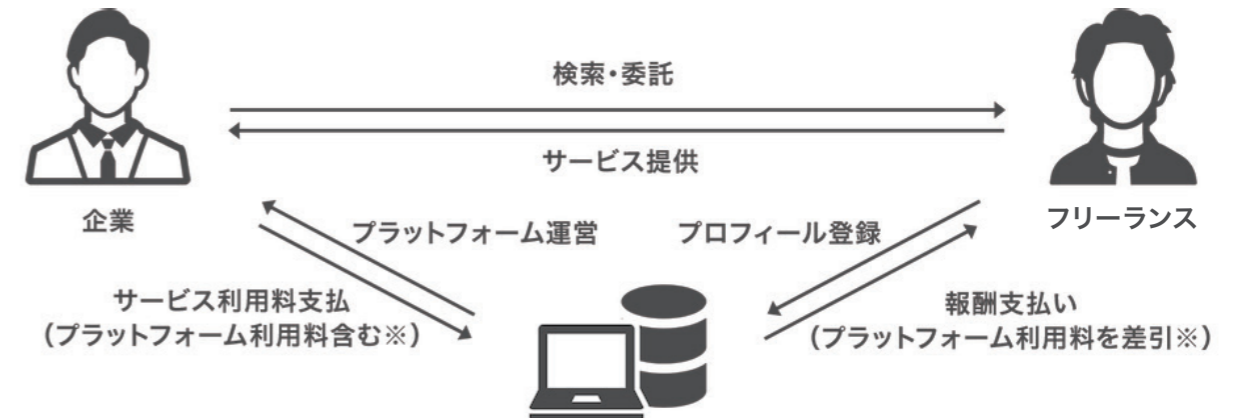 検索・委託
サービス提供
企業
フリーランス
プラットフォーム運営
プロフィール登録
サービス利用料支払
（プラットフォーム利用料含む※）
報酬支払い
（プラットフォーム利用料を差引※）